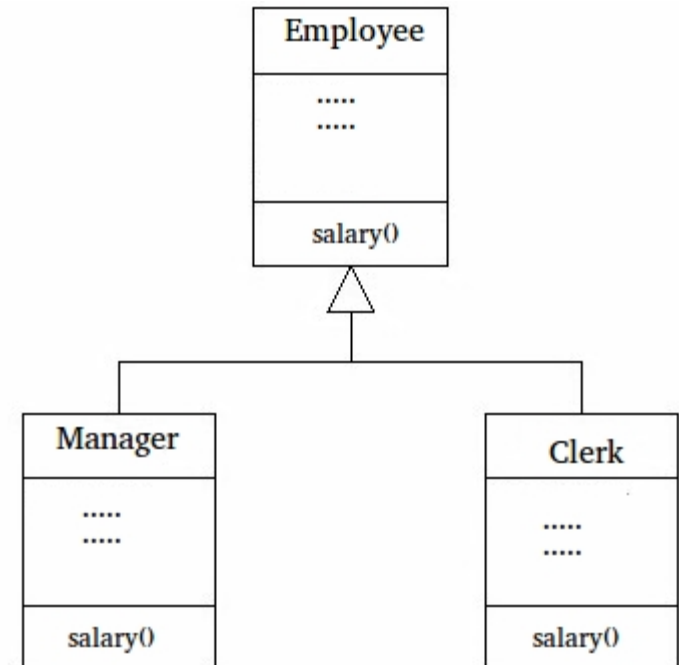 Employee
.....
.....
salary()
Manager
.....
.....
salary()
Clerk
.....
.....
salary()